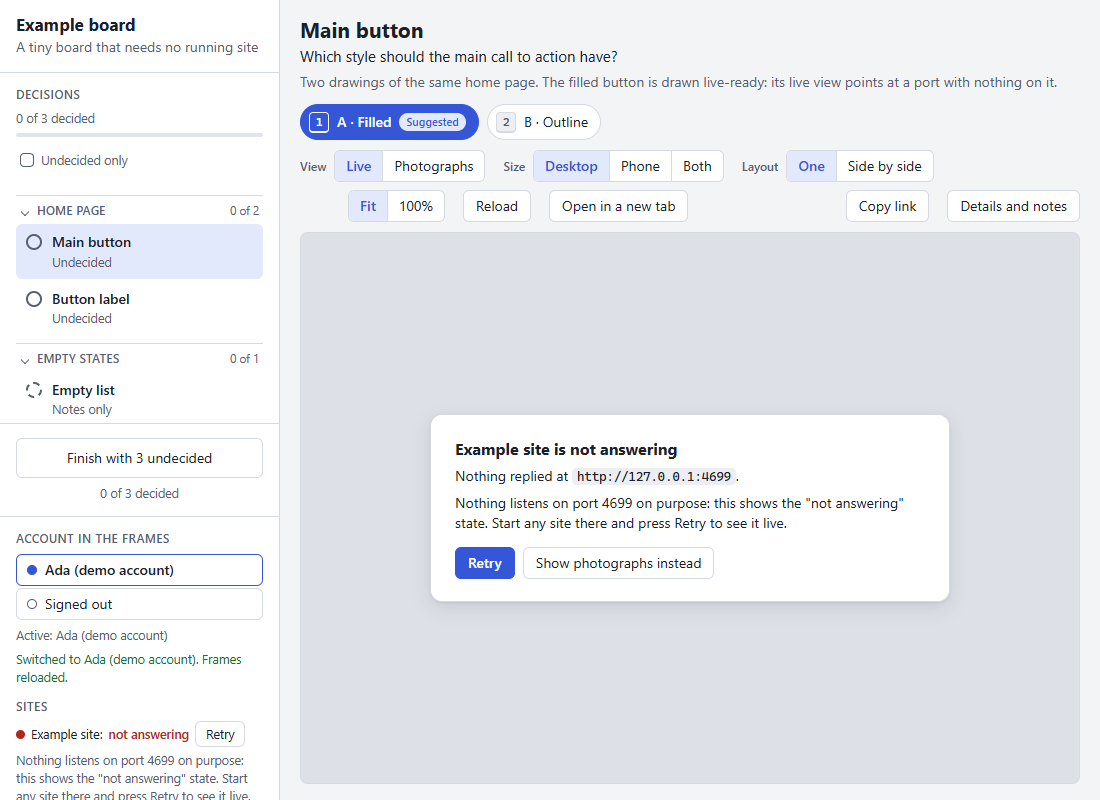 Example board
A tiny board that needs no running site
DECISIONS
0 of 3 decided
Undecided only
HOME PAGE 0 of 2
Main button
Undecided
Button label
Undecided
EMPTY STATES 0 of 1
Empty list
Notes only
Finish with 3 undecided
0 of 3 decided
ACCOUNT IN THE FRAMES
Ada (demo account)
Signed out
Active: Ada (demo account)
Switched to Ada (demo account). Frames
reloaded.
SITES
Example site: not answering Retry
Nothing listens on port 4699 on purpose:
this shows the "not answering" state. Start
any site there and press Retry to see it live.
Main button
Which style should the main call to action have?
Two drawings of the same home page. The filled button is drawn live-ready: its live view points at a port with nothing on it.
1 A · Filled Suggested 2 B · Outline
View Live Photographs Size Desktop Phone Both Layout One Side by side
Fit 100% Reload Open in a new tab Copy link Details and notes
Example site is not answering
Nothing replied at http://127.0.0.1:4699.
Nothing listens on port 4699 on purpose: this shows the "not answering"
state. Start any site there and press Retry to see it live.
Retry Show photographs instead